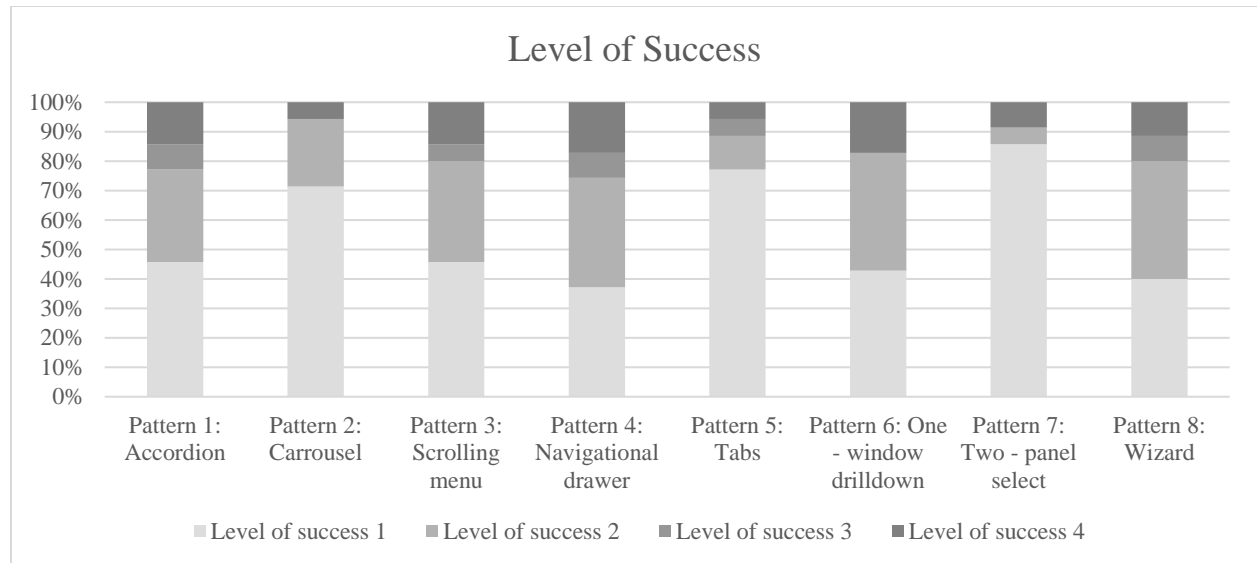 Level of Success
100%
90%
80%
70%
60%
50%
40%
30%
20%
10%
0%
Pattern 1:
Accordion
Pattern 2:
Carrousel
Pattern 3:
Scrolling
menu
Pattern 4:
Navigational
drawer
Pattern 5:
Tabs
Pattern 6: One
- window
drilldown
Pattern 7:
Two - panel
select
Pattern 8:
Wizard
Level of success 1
Level of success 2
Level of success 3
Level of success 4